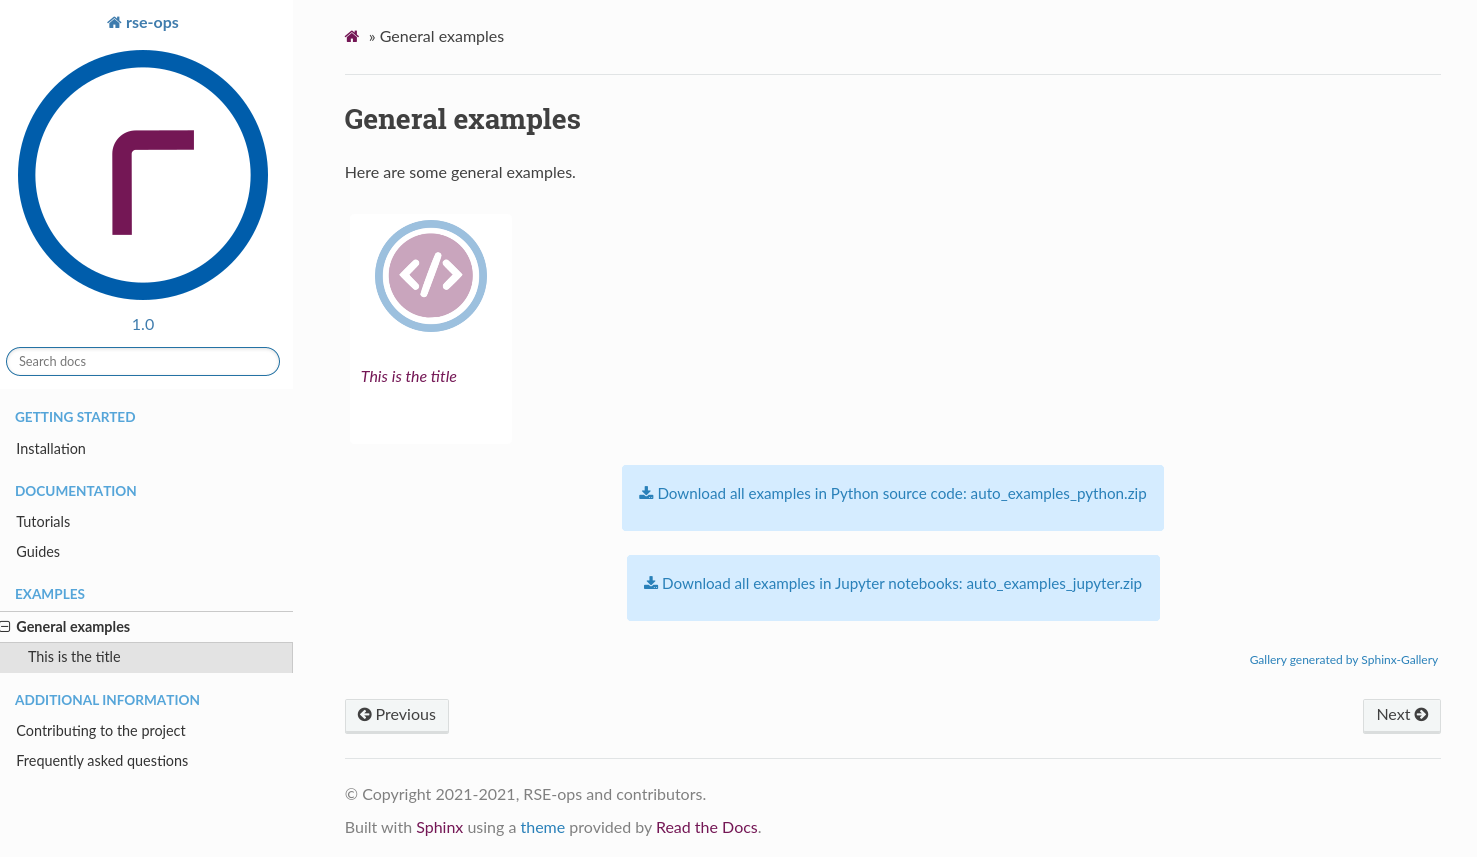 rse-ops
1.0
Search docs
GETTING STARTED
Installation
DOCUMENTATION
Tutorials
Guides
EXAMPLES
General examples
This is the title
ADDITIONAL INFORMATION
Contributing to the project
Frequently asked questions
» General examples
General examples
Here are some general examples.
</>
This is the title
Download all examples in Python source code: auto_examples_python.zip
Download all examples in Jupyter notebooks: auto_examples_jupyter.zip
Gallery generated by Sphinx-Gallery
Previous
Next
© Copyright 2021-2021, RSE-ops and contributors.
Built with Sphinx using a theme provided by Read the Docs.